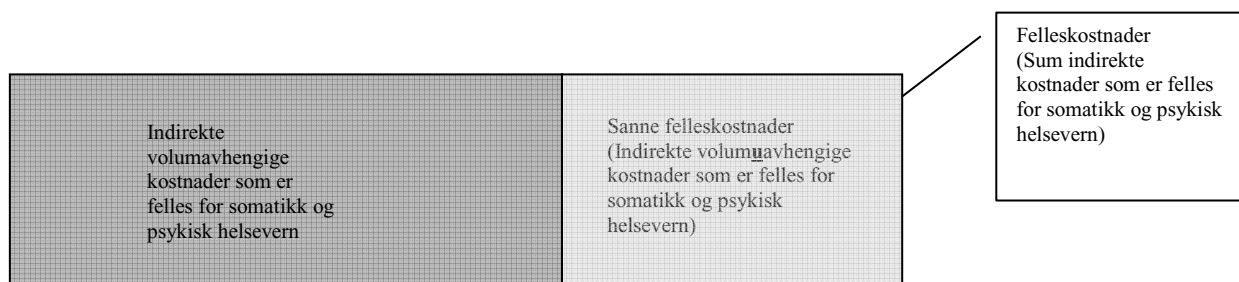 Indirekte
volumavhengige
kostnader som er
felles for somatikk og
psykisk helsevern
Sanne felleskostnader
(Indirekte volumuavhengige
kostnader som er felles for
somatikk og psykisk
helsevern)
Felleskostnader
(Sum indirekte
kostnader som er felles
for somatikk og psykisk
helsevern)